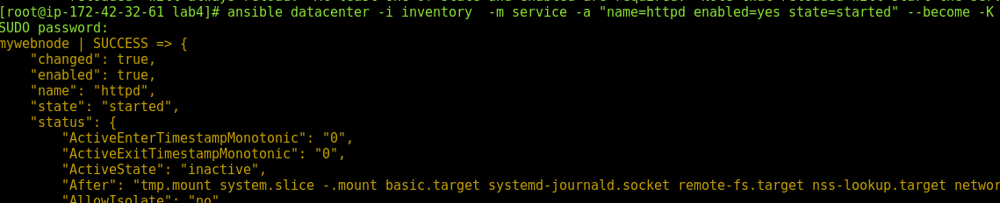 [root@ip-172-42-32-61 lab4]# ansible datacenter -i inventory  -m service -a "name=httpd enabled=yes state=started" --become -K
SUDO password:
mywebnode | SUCCESS => {
    "changed": true,
    "enabled": true,
    "name": "httpd",
    "state": "started",
    "status": {
        "ActiveEnterTimestampMonotonic": "0",
        "ActiveExitTimestampMonotonic": "0",
        "ActiveState": "inactive",
        "After": "tmp.mount system.slice -.mount basic.target systemd-journald.socket remote-fs.target nss-lookup.target networ
        "AllowIsolate": "no"